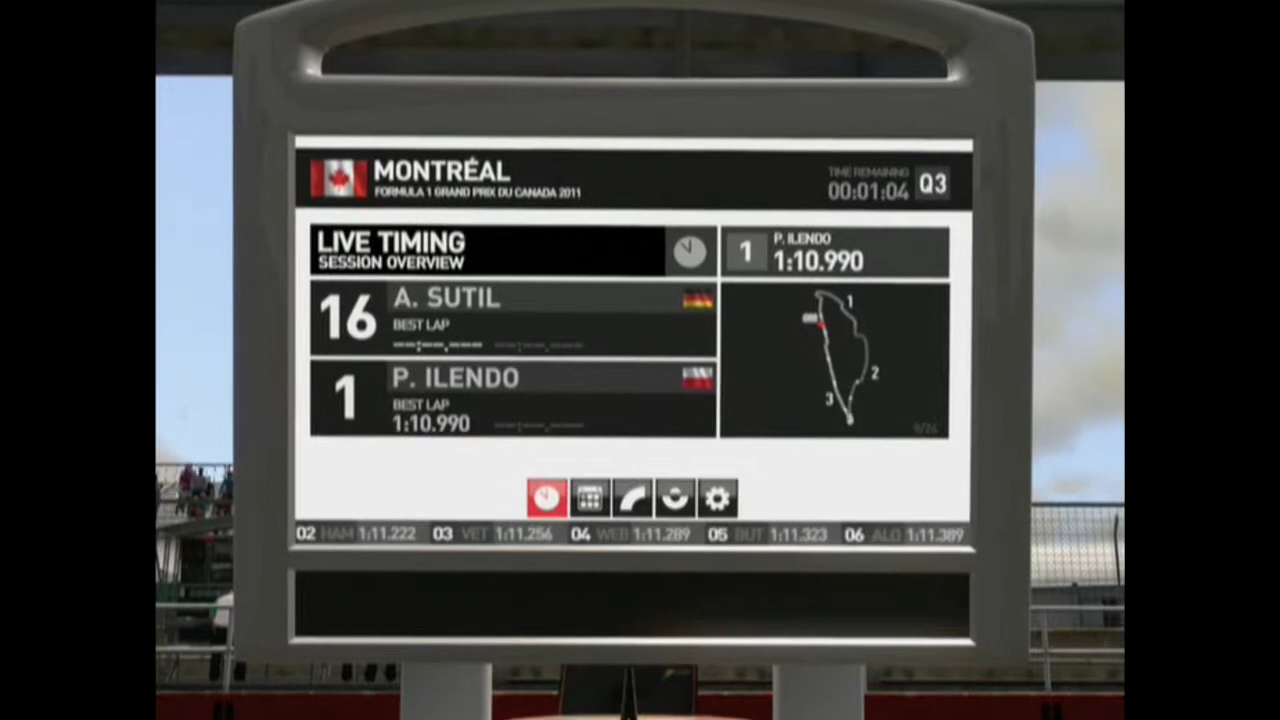 MONTRÉAL
FORMULA 1 GRAND PRIX DU CANADA 2011
TIME REMAINING
00:01:04
Q3
LIVE TIMING
SESSION OVERVIEW
1
P. ILENDO
1:10.990
16
A. SUTIL
BEST LAP
--:--.--- --:--.---
1
P. ILENDO
BEST LAP
1:10.990 --:--.---
1
2
3
9/24
02 HAM 1:11.222 03 VET 1:11.256 04 WEB 1:11.289 05 BUT 1:11.323 06 ALO 1:11.389